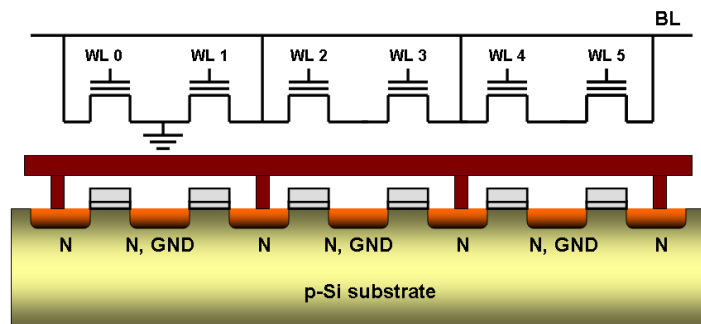 BL
WL 0 WL 1 WL 2 WL 3 WL 4 WL 5
N N, GND N N, GND N N, GND N
p-Si substrate